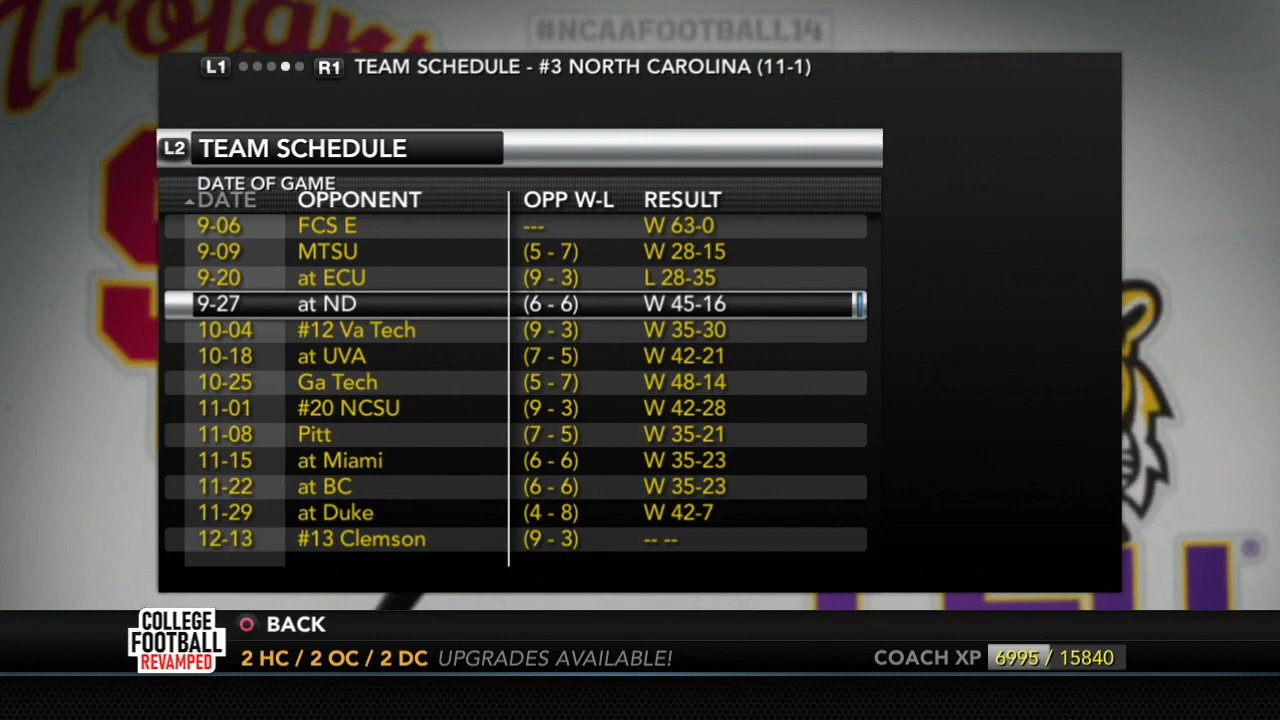 Trojans
#NCAAFOOTBALL14
L1 R1 TEAM SCHEDULE - #3 NORTH CAROLINA (11-1)
L2 TEAM SCHEDULE
DATE OF GAME
DATE OPPONENT OPP W-L RESULT
9-06 FCS E --- W 63-0
9-09 MTSU (5 - 7) W 28-15
9-20 at ECU (9 - 3) L 28-35
9-27 at ND (6 - 6) W 45-16
10-04 #12 Va Tech (9 - 3) W 35-30
10-18 at UVA (7 - 5) W 42-21
10-25 Ga Tech (5 - 7) W 48-14
11-01 #20 NCSU (9 - 3) W 42-28
11-08 Pitt (7 - 5) W 35-21
11-15 at Miami (6 - 6) W 35-23
11-22 at BC (6 - 6) W 35-23
11-29 at Duke (4 - 8) W 42-7
12-13 #13 Clemson (9 - 3) -- --
COLLEGE
FOOTBALL
REVAMPED
BACK
2 HC / 2 OC / 2 DC UPGRADES AVAILABLE!
COACH XP 6995 / 15840